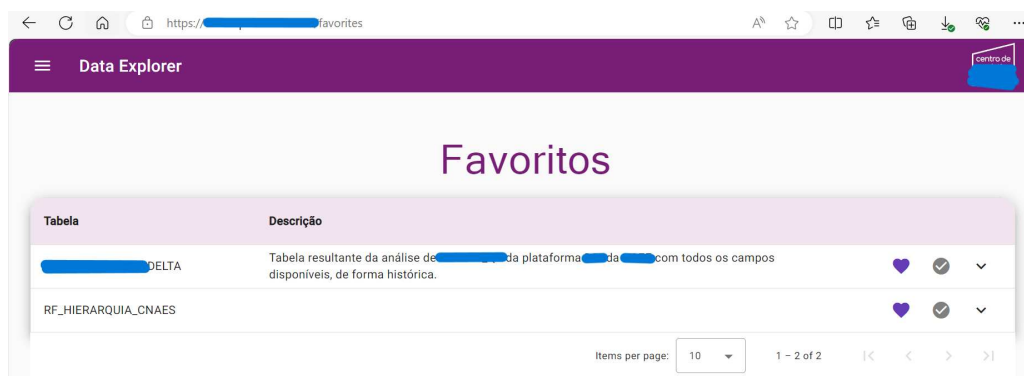 https:/
favorites
Data Explorer
centro de
Favoritos
Tabela Descrição
DELTA Tabela resultante da análise de da plataforma da com todos os campos
disponíveis, de forma histórica.
RF_HIERARQUIA_CNAES
Items per page: 10 1 – 2 of 2